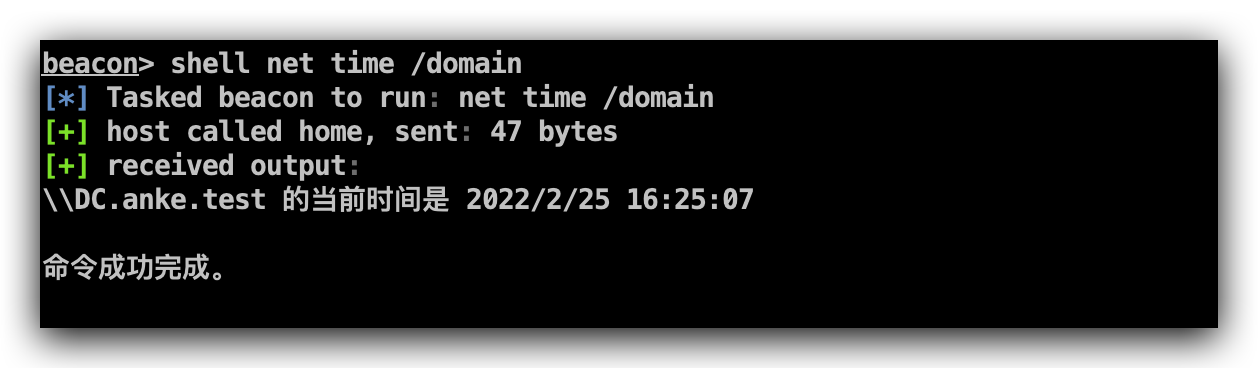 beacon> shell net time /domain
[*] Tasked beacon to run: net time /domain
[+] host called home, sent: 47 bytes
[+] received output:
\\DC.anke.test 的当前时间是 2022/2/25 16:25:07
命令成功完成。